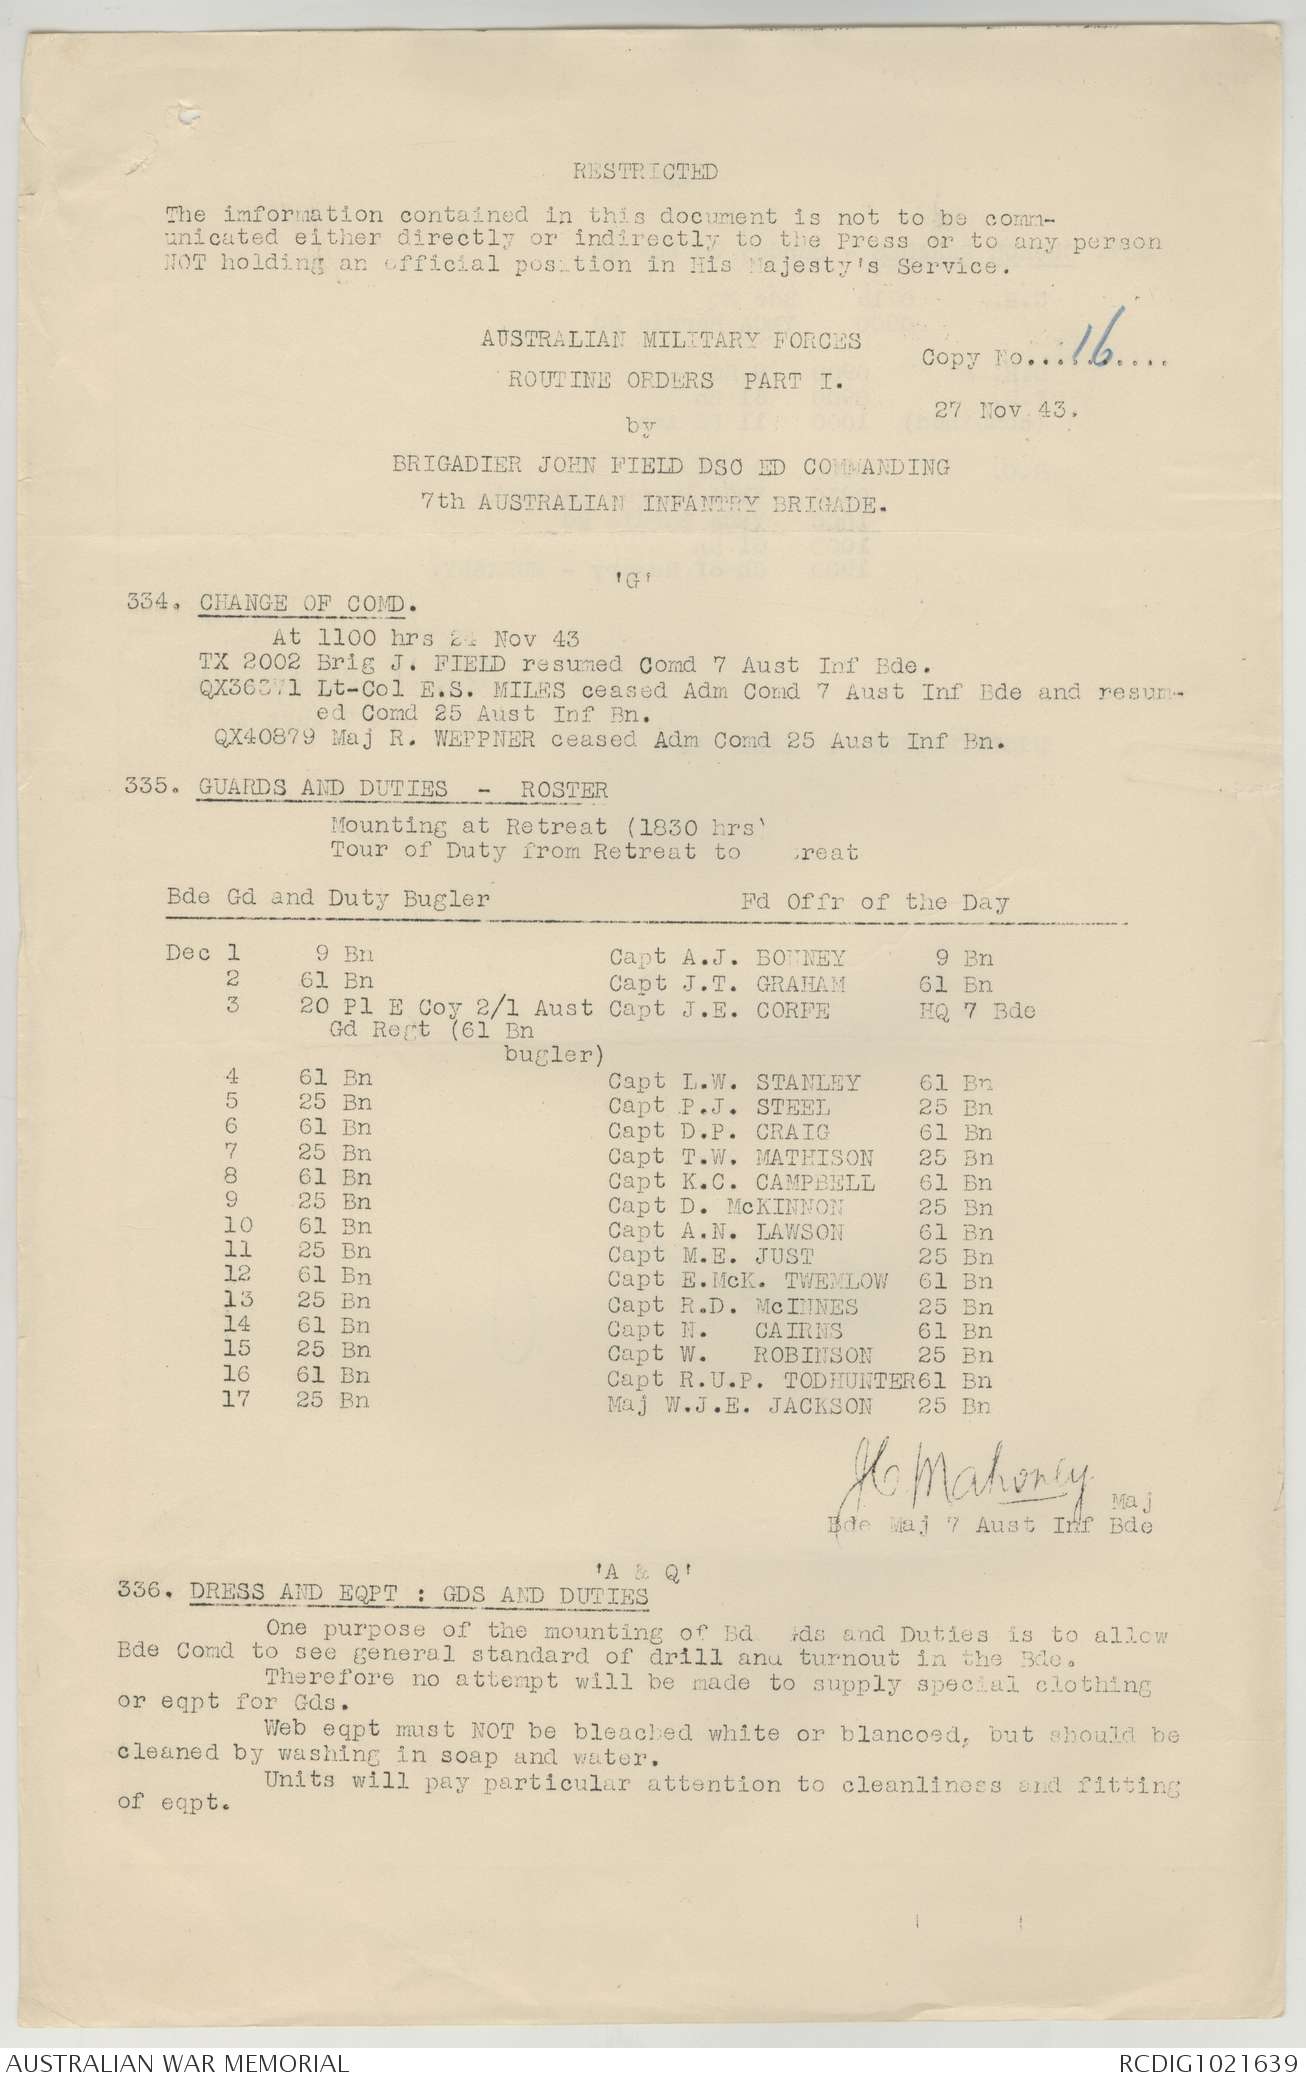 RESTRICTED
The imformation contained in this document is not to be comm-
unicated either directly or indirectly to the Press or to any person
NOT holding an official position in His Majesty's Service.
AUSTRALIAN MILITARY FORCES
Copy No...16....
ROUTINE ORDERS PART I.
27 Nov 43.
by
BRIGADIER JOHN FIELD DSO ED COMMANDING
7th AUSTRALIAN INFANTRY BRIGADE.
'G'
334. CHANGE OF COMD.
At 1100 hrs 24 Nov 43
TX 2002 Brig J. FIELD resumed Comd 7 Aust Inf Bde.
QX36371 Lt-Col E.S. MILES ceased Adm Comd 7 Aust Inf Bde and resum-
ed Comd 25 Aust Inf Bn.
QX40879 Maj R. WEPPNER ceased Adm Comd 25 Aust Inf Bn.
335. GUARDS AND DUTIES - ROSTER
Mounting at Retreat (1830 hrs)
Tour of Duty from Retreat to reat
Bde Gd and Duty Bugler Fd Offr of the Day
Dec 1 9 Bn Capt A.J. BONNEY 9 Bn
2 61 Bn Capt J.T. GRAHAM 61 Bn
3 20 Pl E Coy 2/1 Aust Capt J.E. CORFE HQ 7 Bde
Gd Regt (61 Bn
bugler)
4 61 Bn Capt L.W. STANLEY 61 Bn
5 25 Bn Capt P.J. STEEL 25 Bn
6 61 Bn Capt D.P. CRAIG 61 Bn
7 25 Bn Capt T.W. MATHISON 25 Bn
8 61 Bn Capt K.C. CAMPBELL 61 Bn
9 25 Bn Capt D. McKINNON 25 Bn
10 61 Bn Capt A.N. LAWSON 61 Bn
11 25 Bn Capt M.E. JUST 25 Bn
12 61 Bn Capt E.McK. TWEMLOW 61 Bn
13 25 Bn Capt R.D. McINNES 25 Bn
14 61 Bn Capt N. CAIRNS 61 Bn
15 25 Bn Capt W. ROBINSON 25 Bn
16 61 Bn Capt R.U.P. TODHUNTER61 Bn
17 25 Bn Maj W.J.E. JACKSON 25 Bn
JC Mahoney Maj
Bde Maj 7 Aust Inf Bde
'A & Q'
336. DRESS AND EQPT : GDS AND DUTIES
One purpose of the mounting of Bd Gds and Duties is to allow
Bde Comd to see general standard of drill and turnout in the Bde.
Therefore no attempt will be made to supply special clothing
or eqpt for Gds.
Web eqpt must NOT be bleached white or blancoed, but should be
cleaned by washing in soap and water.
Units will pay particular attention to cleanliness and fitting
of eqpt.
AUSTRALIAN WAR MEMORIAL RCDIG1021639